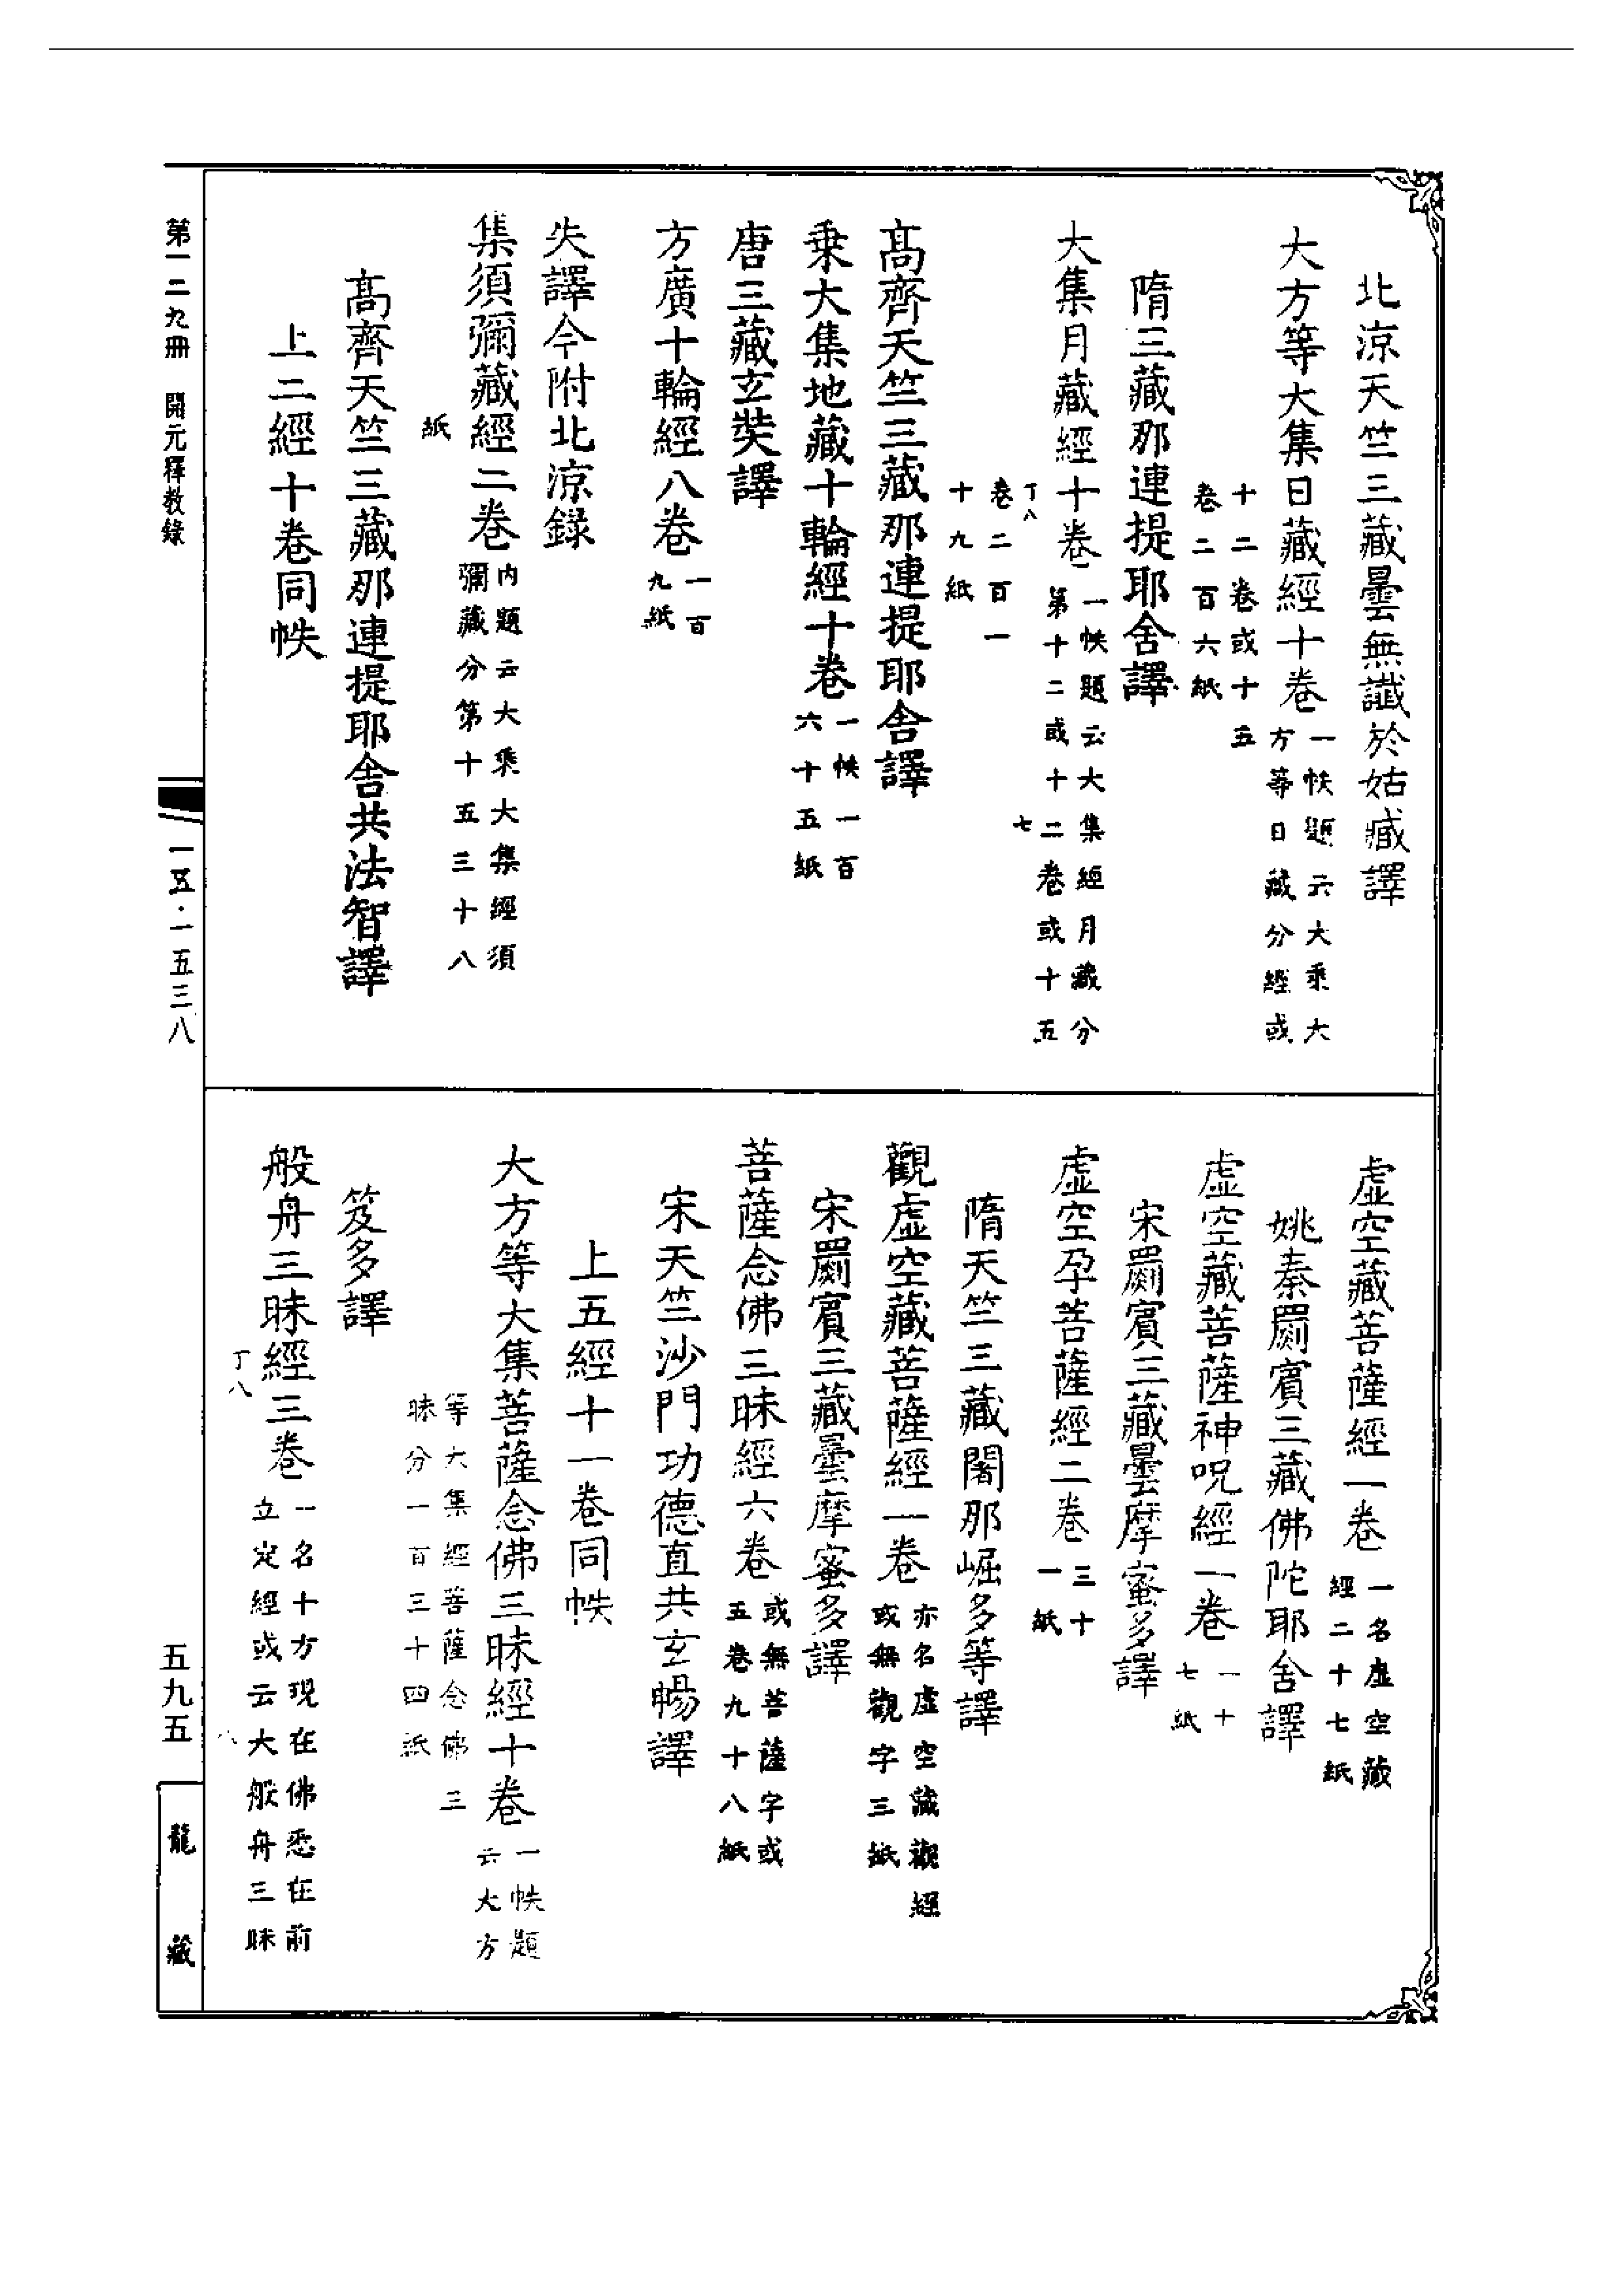 北涼天竺三藏曇無讖於姑臧譯
大方等大集日藏經十卷
一帙題云大乘大
方等日藏分經或
十二卷或十五
卷二百六紙
隋三藏那連提耶舍譯
大集月藏經十卷
一帙題云大集經月藏分
第十二或十二卷或十五
丁八
七
卷二百一
十九紙
高齊天竺三藏那連提耶舍譯
乘大集地藏十輪經十卷
一帙一百
六十五紙
唐三藏玄奘譯
方廣十輪經八卷
一百
九紙
失譯今附北涼錄
集須彌藏經二卷
内題云大乘大集經須
彌藏分第十五三十八
紙
高齊天竺三藏那連提耶舍共法智譯
上二經十卷同帙
虛空藏菩薩經一卷
一名虛空藏
經二十七紙
姚秦罽賓三藏佛陀耶舍譯
虛空藏菩薩神呪經一卷
一十
七紙
宋罽賓三藏曇摩蜜多譯
虛空孕菩薩經二卷
三十
一紙
隋天竺三藏闍那崛多等譯
觀虛空藏菩薩經一卷
亦名虛空藏觀經
或無觀字三紙
宋罽賓三藏曇摩蜜多譯
菩薩念佛三昧經六卷
或無菩薩字或
五卷九十八紙
宋天竺沙門功德直共玄暢譯
上五經十一卷同帙
大方等大集菩薩念佛三昧經十卷
一帙題
云大方
等大集經菩薩念佛三
昧分一百三十四紙
笈多譯
般舟三昧經三卷
一名十方現在佛悉在前
立定經或云大般舟三昧
丁八
八
第一二九冊 開元釋教錄
一五·一五三八
五九五
龍藏